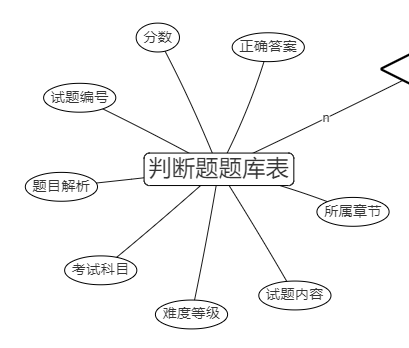 分数
正确答案
试题编号
n
判断题题库表
题目解析
所属章节
考试科目
试题内容
难度等级